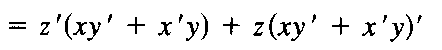 = z'(xy' + x'y) + z(xy' + x'y)'